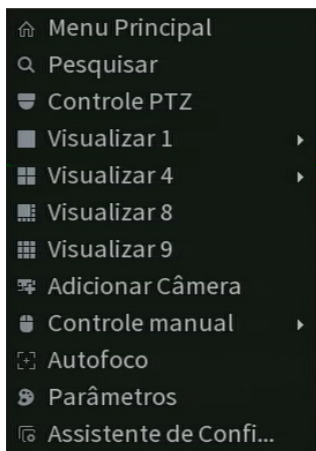 Menu Principal
Pesquisar
Controle PTZ
Visualizar 1
Visualizar 4
Visualizar 8
Visualizar 9
Adicionar Câmera
Controle manual
Autofoco
Parâmetros
Assistente de Confi...